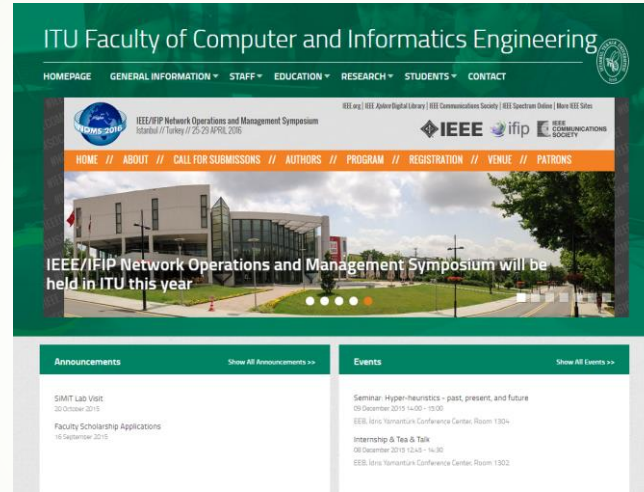 ITU Faculty of Computer and Informatics Engineering
HOMEPAGE GENERAL INFORMATION STAFF EDUCATION RESEARCH STUDENTS CONTACT
IEEE.org | IEEE Xplore Digital Library | IEEE Communications Society | IEEE Spectrum Online | More IEEE Sites
NOMS 2016
IEEE/IFIP Network Operations and Management Symposium
Istanbul // Turkey // 25-29 APRIL 2016
IEEE ifip IEEE COMMUNICATIONS SOCIETY
HOME // ABOUT // CALL FOR SUBMISSONS // AUTHORS // PROGRAM // REGISTRATION // VENUE // PATRONS
IEEE/IFIP Network Operations and Management Symposium will be
held in ITU this year
Announcements Show All Announcements >>
SiMiT Lab Visit
20 October 2015
Faculty Scholarship Applications
16 September 2015
Events Show All Events >>
Seminar: Hyper-heuristics - past, present, and future
09 December 2015 14:00 - 15:00
EEB, İdris Yamantürk Conference Center, Room 1304
Internship & Tea & Talk
08 December 2015 12:45 - 14:30
EEB, İdris Yamantürk Conference Center, Room 1302